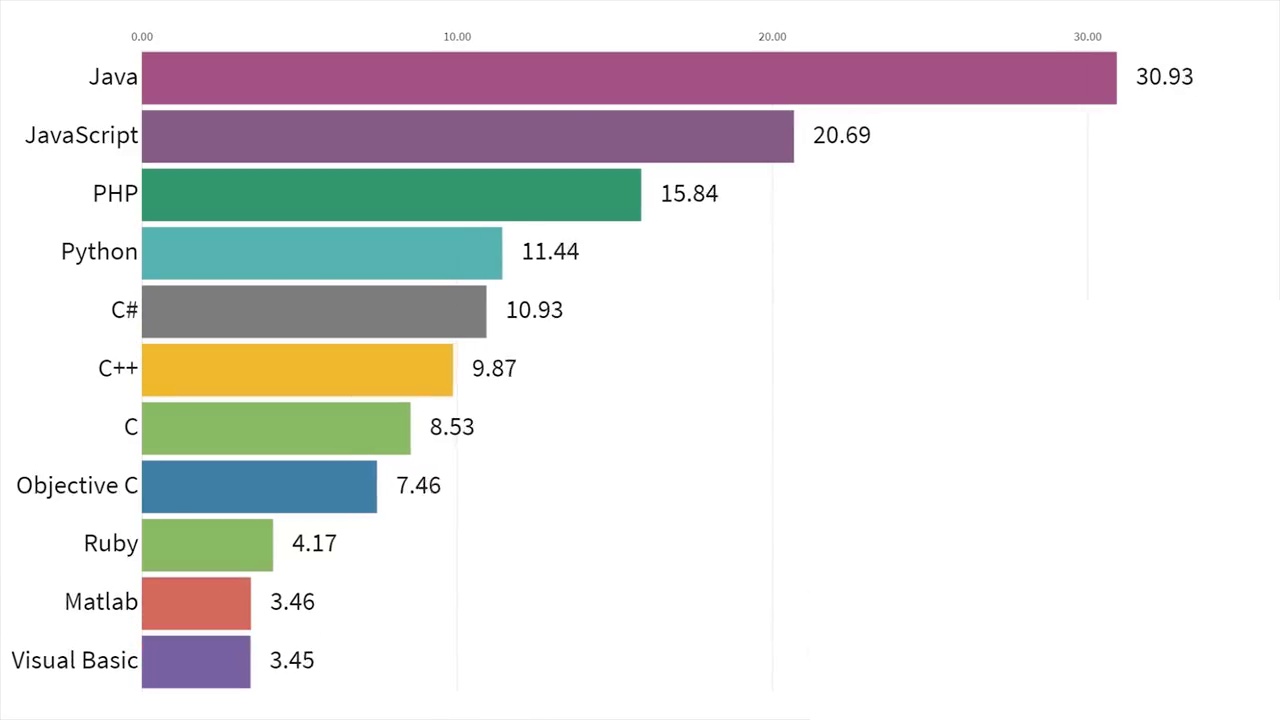 0.00 10.00 20.00 30.00
Java 30.93
JavaScript 20.69
PHP 15.84
Python 11.44
C# 10.93
C++ 9.87
C 8.53
Objective C 7.46
Ruby 4.17
Matlab 3.46
Visual Basic 3.45